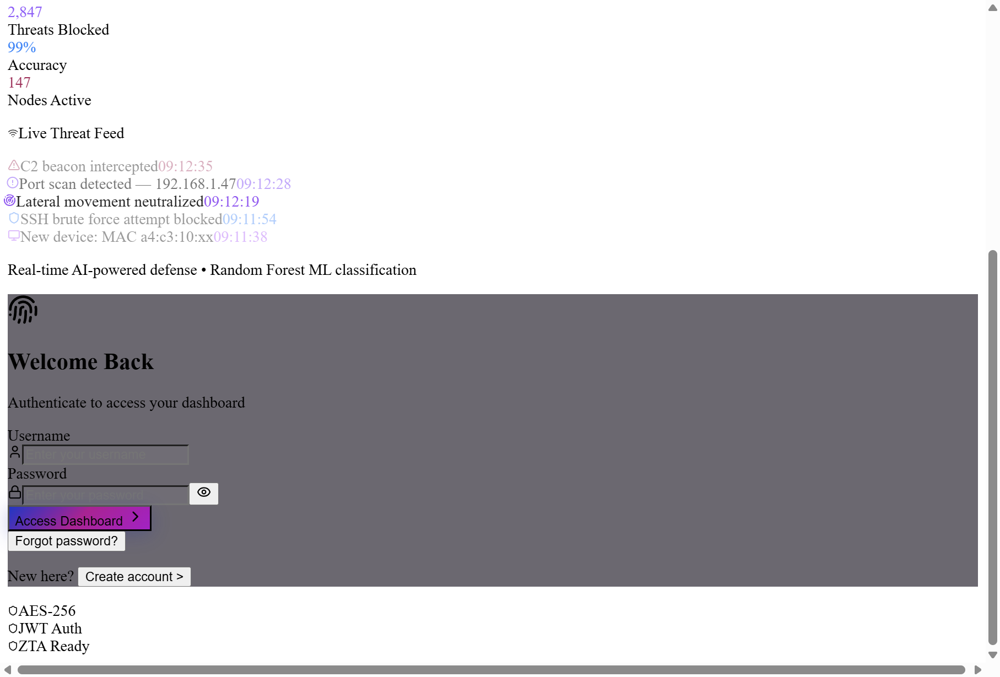 2,847
Threats Blocked
99%
Accuracy
147
Nodes Active
Live Threat Feed
C2 beacon intercepted09:12:35
Port scan detected — 192.168.1.4709:12:28
Lateral movement neutralized09:12:19
SSH brute force attempt blocked09:11:54
New device: MAC a4:c3:10:xx09:11:38
Real-time AI-powered defense • Random Forest ML classification
Welcome Back
Authenticate to access your dashboard
Username
Enter your username
Password
Enter your password
Access Dashboard
Forgot password?
New here? Create account >
AES-256
JWT Auth
ZTA Ready